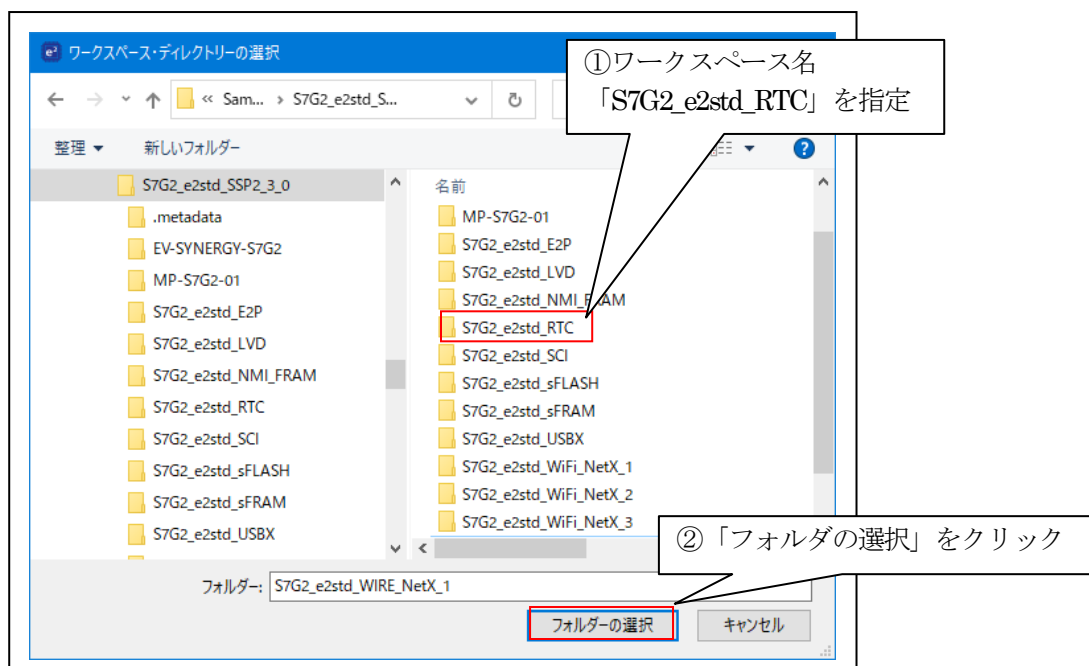 e² ワークスペース・ディレクトリーの選択
①ワークスペース名
「S7G2_e2std_RTC」を指定
« Sam... › S7G2_e2std_S...
整理 新しいフォルダー
S7G2_e2std_SSP2_3_0
.metadata
EV-SYNERGY-S7G2
MP-S7G2-01
S7G2_e2std_E2P
S7G2_e2std_LVD
S7G2_e2std_NMI_FRAM
S7G2_e2std_RTC
S7G2_e2std_SCI
S7G2_e2std_sFLASH
S7G2_e2std_sFRAM
S7G2_e2std_USBX
名前
MP-S7G2-01
S7G2_e2std_E2P
S7G2_e2std_LVD
S7G2_e2std_NMI_FRAM
S7G2_e2std_RTC
S7G2_e2std_SCI
S7G2_e2std_sFLASH
S7G2_e2std_sFRAM
S7G2_e2std_USBX
S7G2_e2std_WiFi_NetX_1
S7G2_e2std_WiFi_NetX_2
S7G2_e2std_WiFi_NetX_3
②「フォルダの選択」をクリック
フォルダー: S7G2_e2std_WIRE_NetX_1
フォルダーの選択 キャンセル